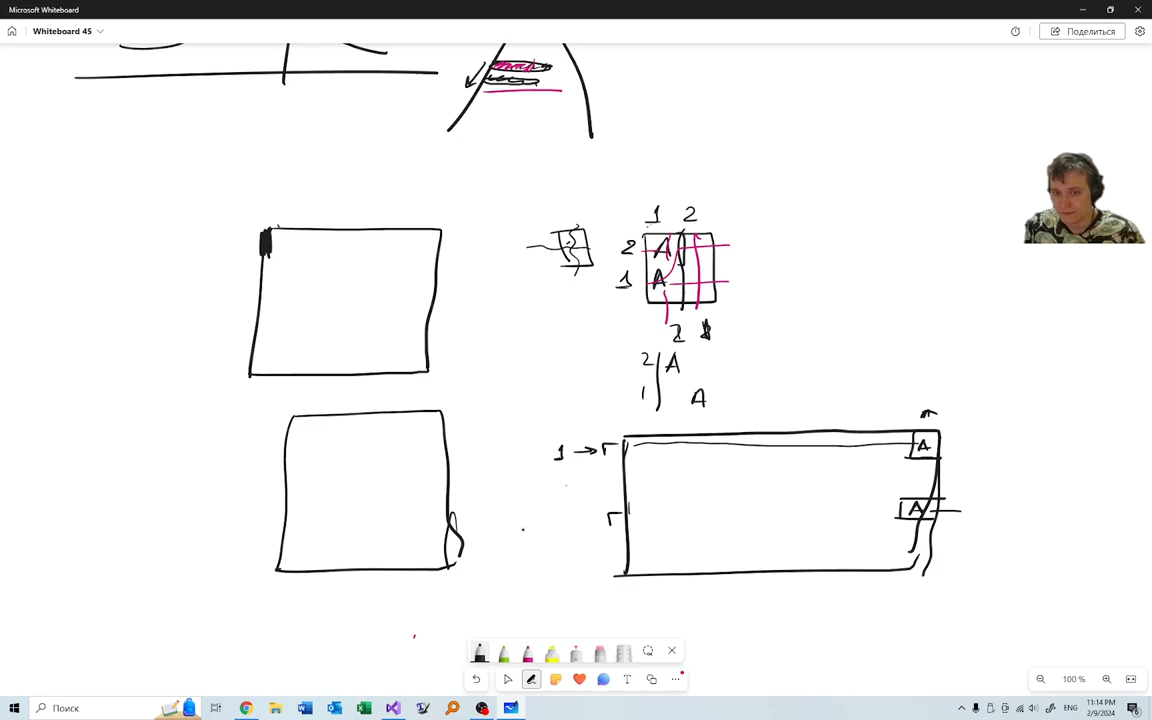 Microsoft Whiteboard
Whiteboard 45
Поделиться
1 2
2 A
1 A
2
2 A
1 A
1 → г
A
г
A
100 %
Поиск
ENG
11:14 PM
2/9/2024
6